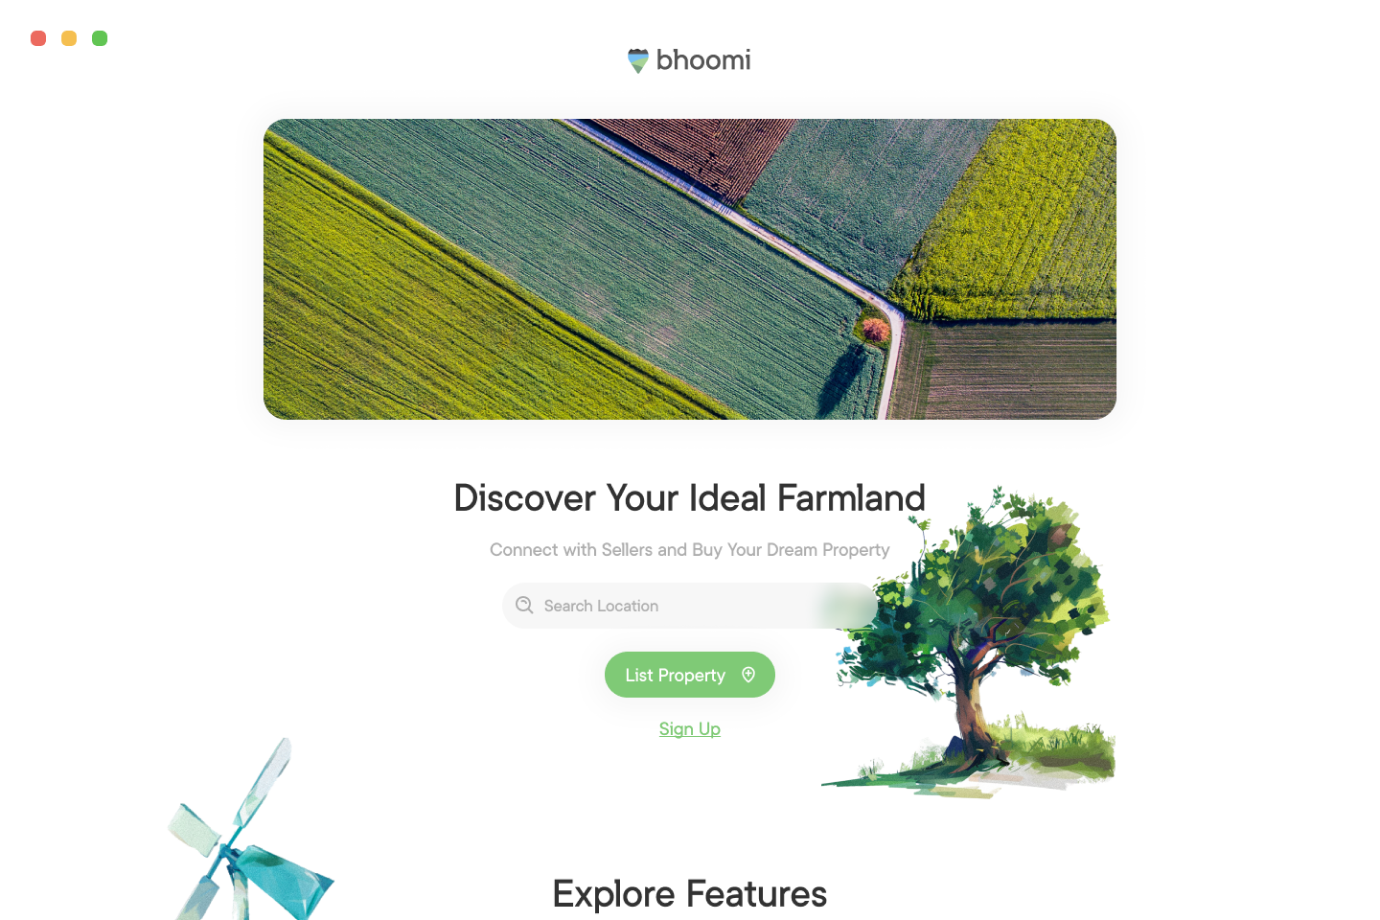 bhoomi
Discover Your Ideal Farmland
Connect with Sellers and Buy Your Dream Property
Search Location
List Property
Sign Up
Explore Features